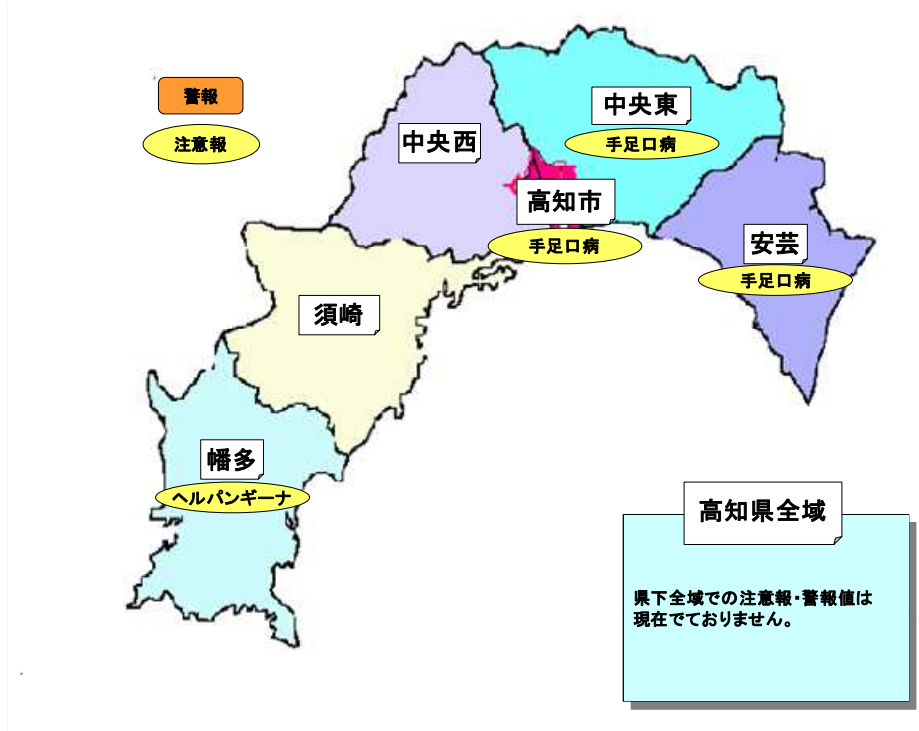 警報
注意報
中央東
手足口病
中央西
高知市
手足口病
安芸
手足口病
須崎
幡多
ヘルパンギーナ
高知県全域
県下全域での注意報・警報値は
現在でておりません。